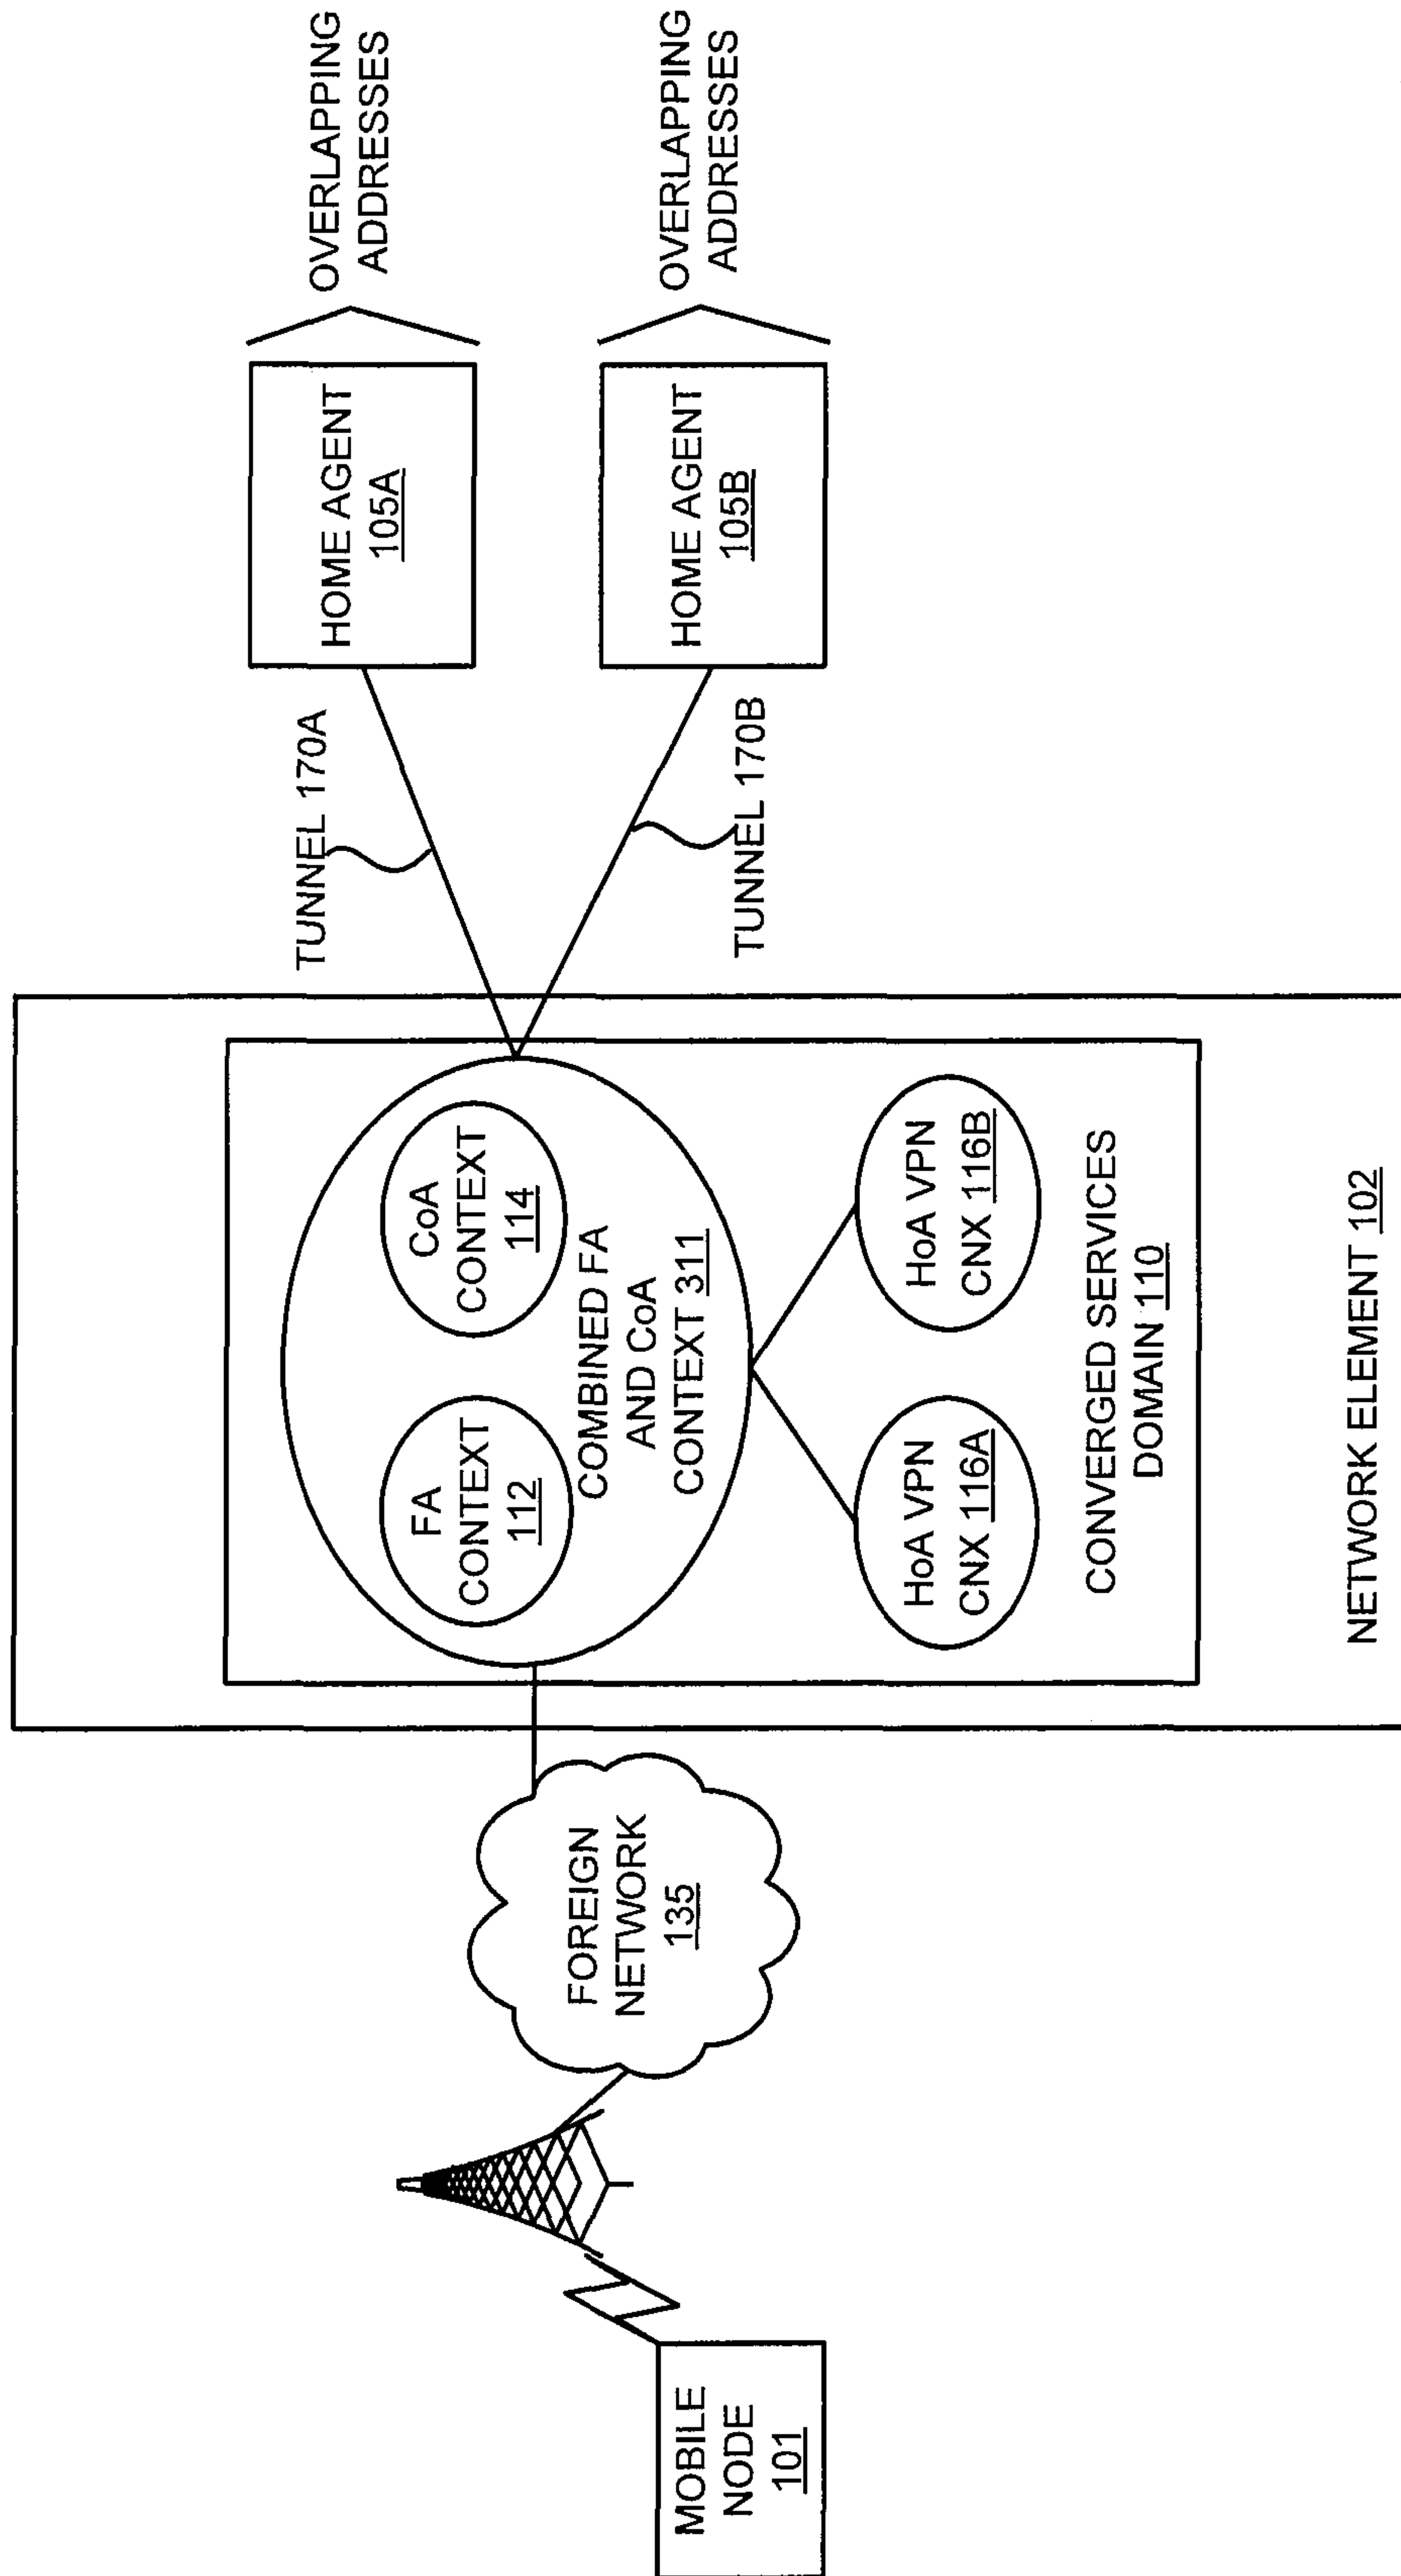 MOBILE
NODE
101
FOREIGN
NETWORK
135
FA
CONTEXT
112
CoA
CONTEXT
114
COMBINED FA
AND CoA
CONTEXT 311
HoA VPN
CNX 116A
HoA VPN
CNX 116B
CONVERGED SERVICES
DOMAIN 110
NETWORK ELEMENT 102
TUNNEL 170A
TUNNEL 170B
HOME AGENT
105A
HOME AGENT
105B
OVERLAPPING
ADDRESSES
OVERLAPPING
ADDRESSES